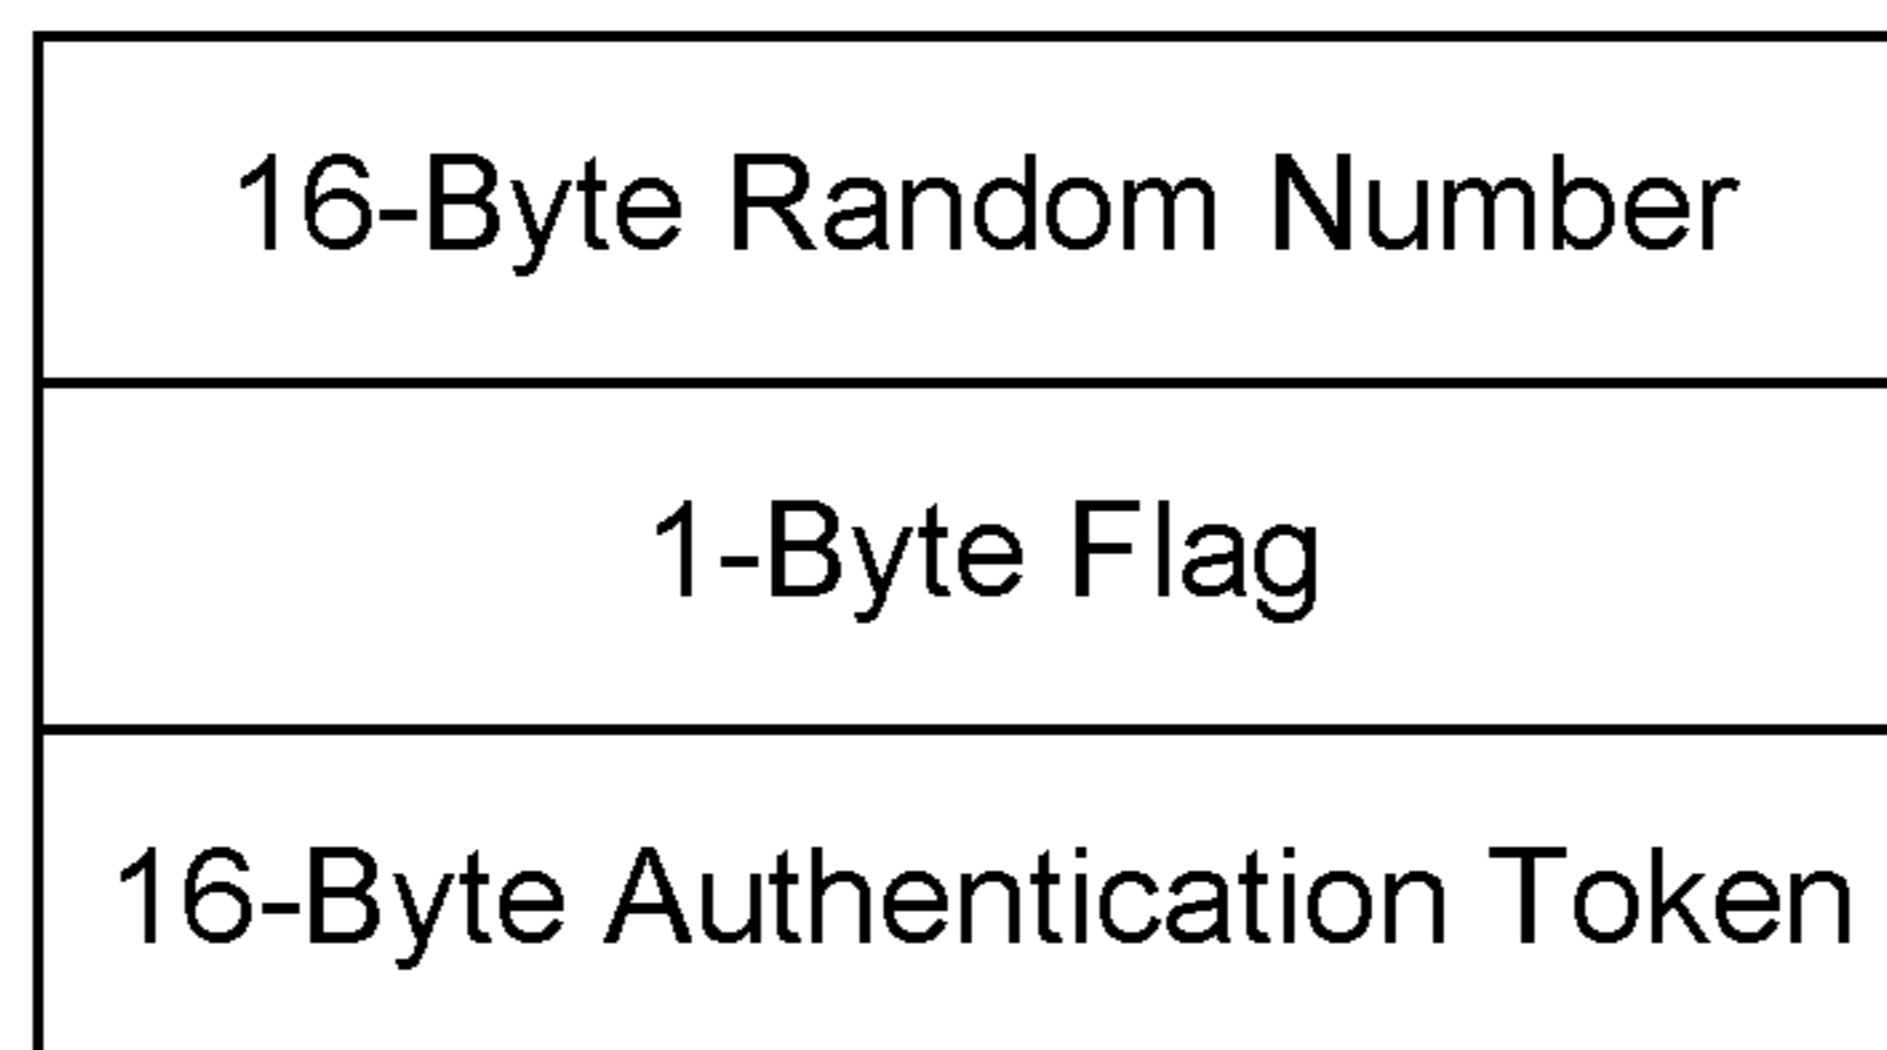 16-Byte Random Number
1-Byte Flag
16-Byte Authentication Token